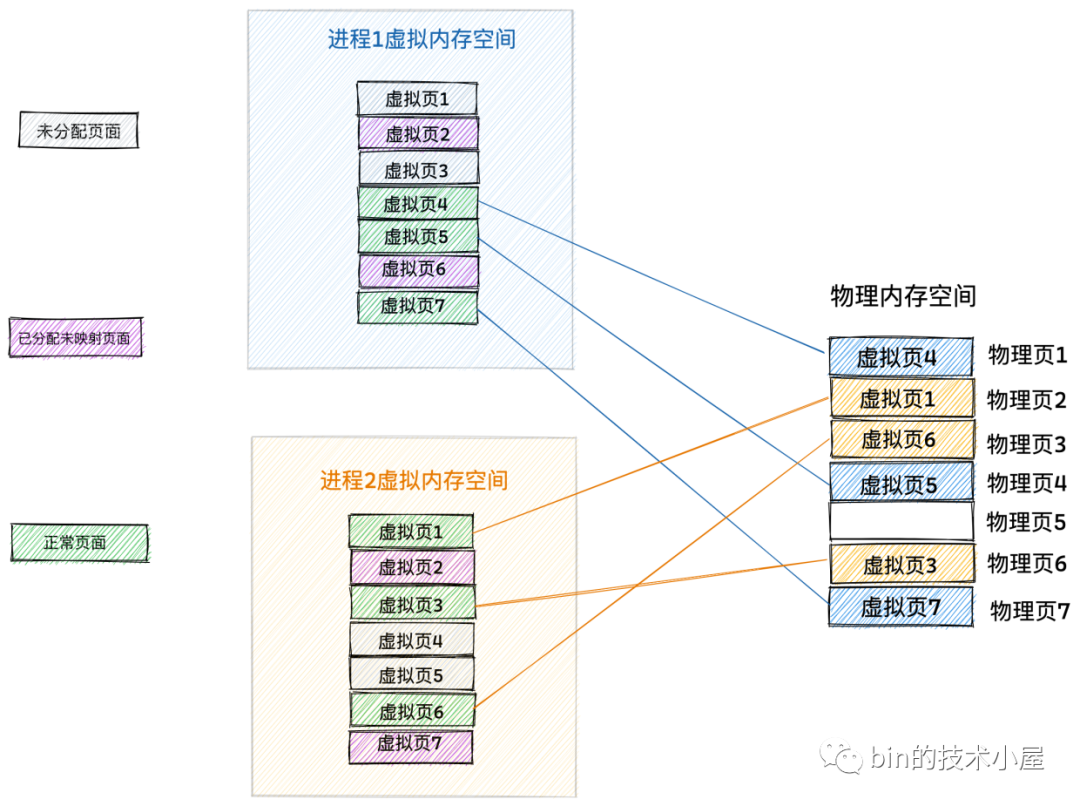 未分配页面
已分配未映射页面
正常页面
进程1虚拟内存空间
虚拟页1
虚拟页2
虚拟页3
虚拟页4
虚拟页5
虚拟页6
虚拟页7
进程2虚拟内存空间
虚拟页1
虚拟页2
虚拟页3
虚拟页4
虚拟页5
虚拟页6
虚拟页7
物理内存空间
虚拟页4 物理页1
虚拟页1 物理页2
虚拟页6 物理页3
虚拟页5 物理页4
物理页5
虚拟页3 物理页6
虚拟页7 物理页7
bin的技术小屋